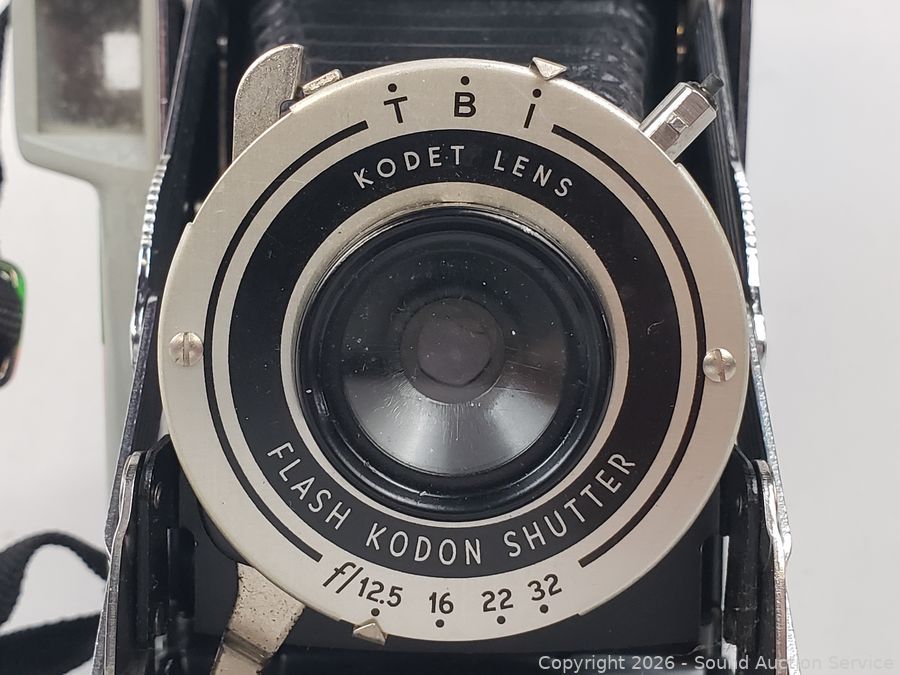 T B i
KODET LENS
FLASH KODON SHUTTER
f/12.5 16 22 32
Copyright 2026 - Sound Auction Service